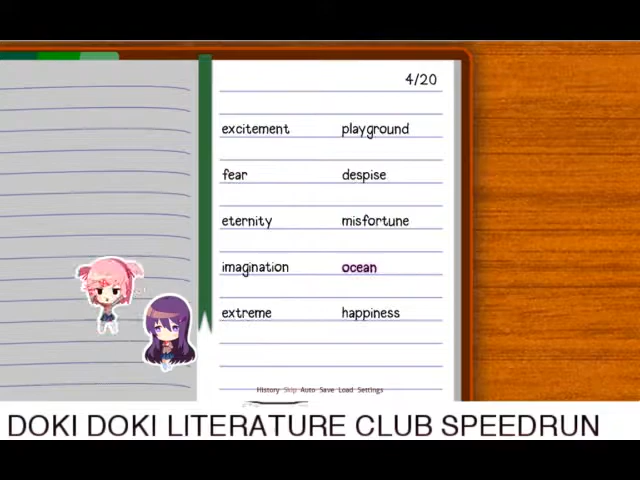 4/20
excitement playground
fear despise
eternity misfortune
imagination ocean
extreme happiness
History Skip Auto Save Load Settings
DOKI DOKI LITERATURE CLUB SPEEDRUN